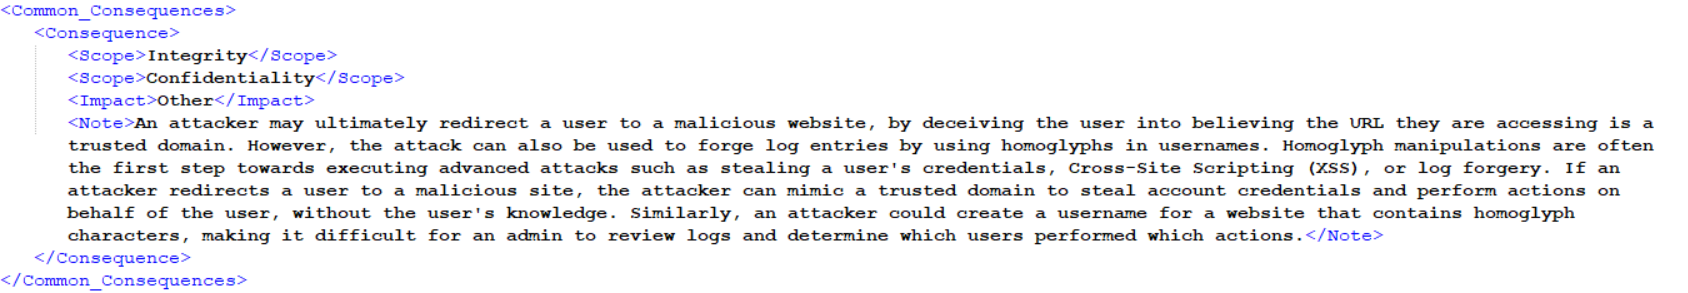 <Common_Consequences>
<Consequence>
<Scope>Integrity</Scope>
<Scope>Confidentiality</Scope>
<Impact>Other</Impact>
<Note>An attacker may ultimately redirect a user to a malicious website, by deceiving the user into believing the URL they are accessing is a
trusted domain. However, the attack can also be used to forge log entries by using homoglyphs in usernames. Homoglyph manipulations are often
the first step towards executing advanced attacks such as stealing a user's credentials, Cross-Site Scripting (XSS), or log forgery. If an
attacker redirects a user to a malicious site, the attacker can mimic a trusted domain to steal account credentials and perform actions on
behalf of the user, without the user's knowledge. Similarly, an attacker could create a username for a website that contains homoglyph
characters, making it difficult for an admin to review logs and determine which users performed which actions.</Note>
</Consequence>
</Common_Consequences>